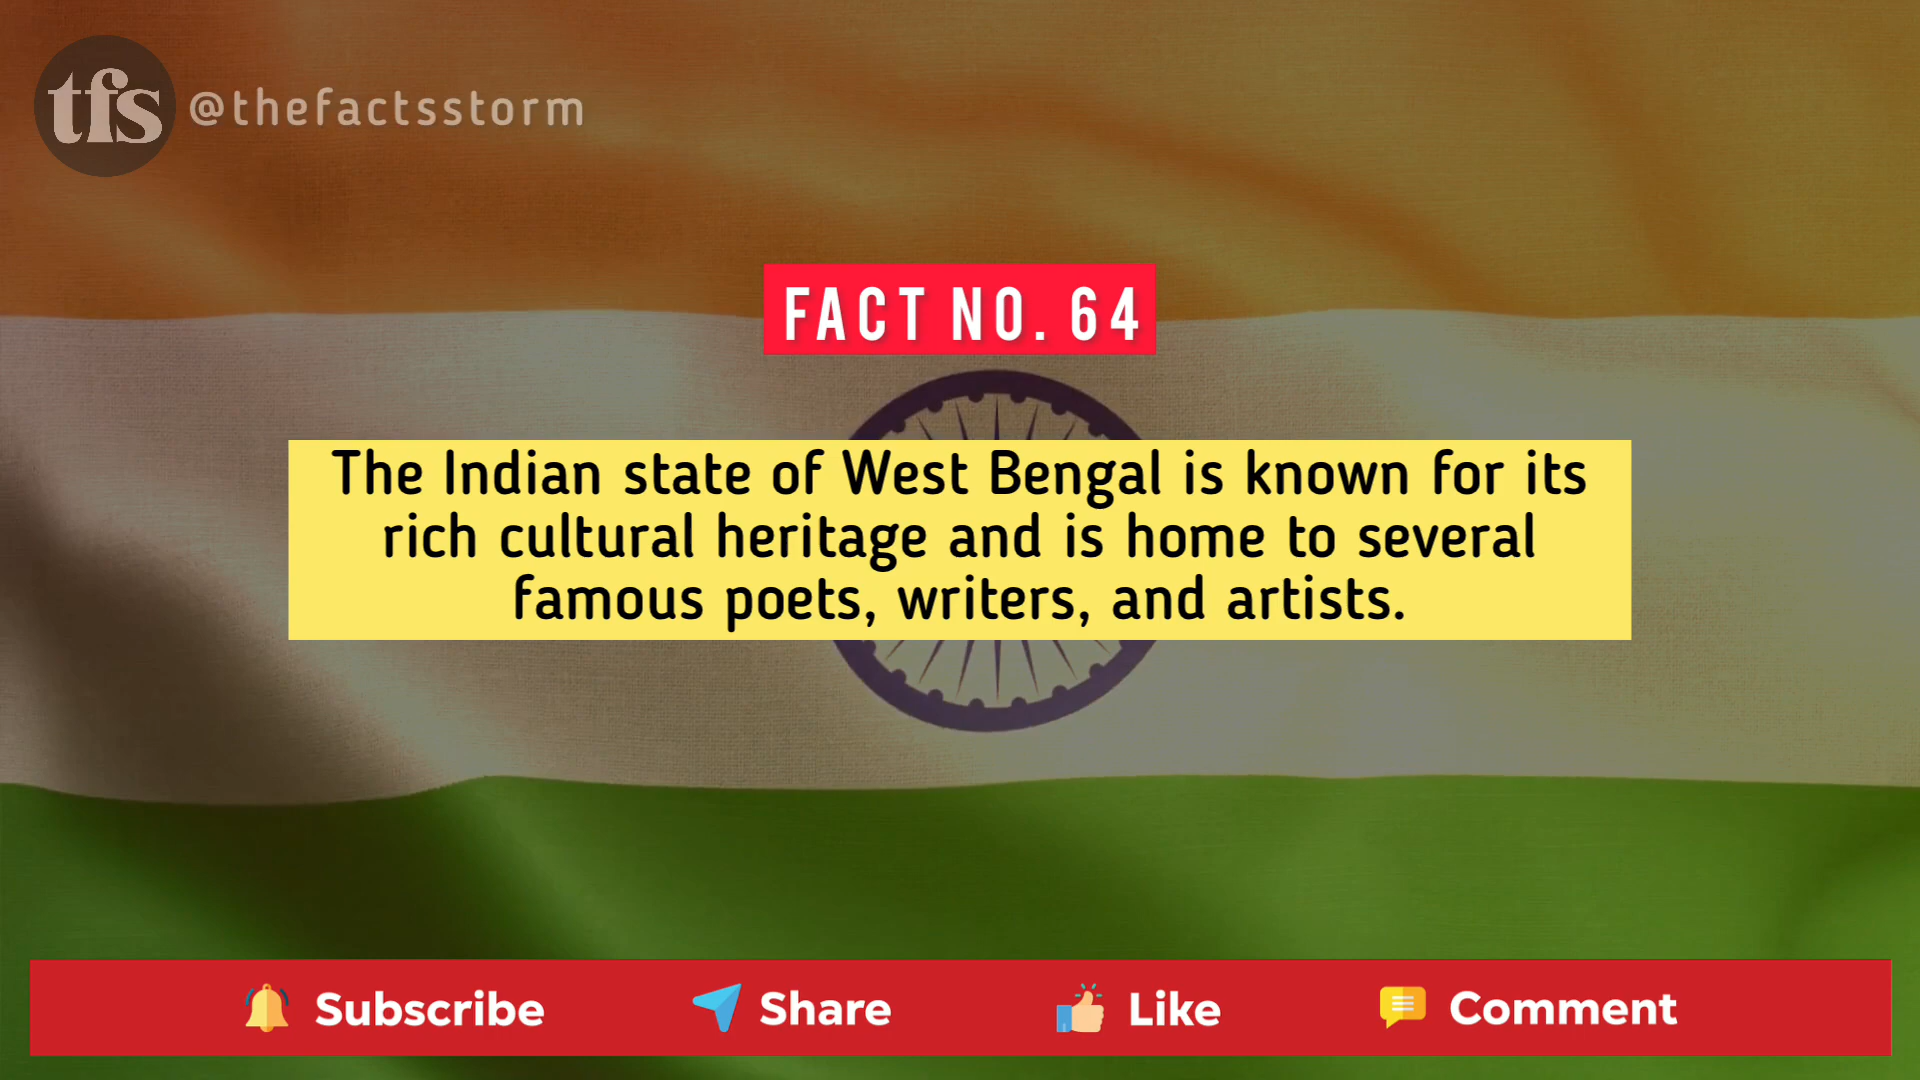 tfs @thefactsstorm
FACT NO. 64
The Indian state of West Bengal is known for its
rich cultural heritage and is home to several
famous poets, writers, and artists.
Subscribe Share Like Comment